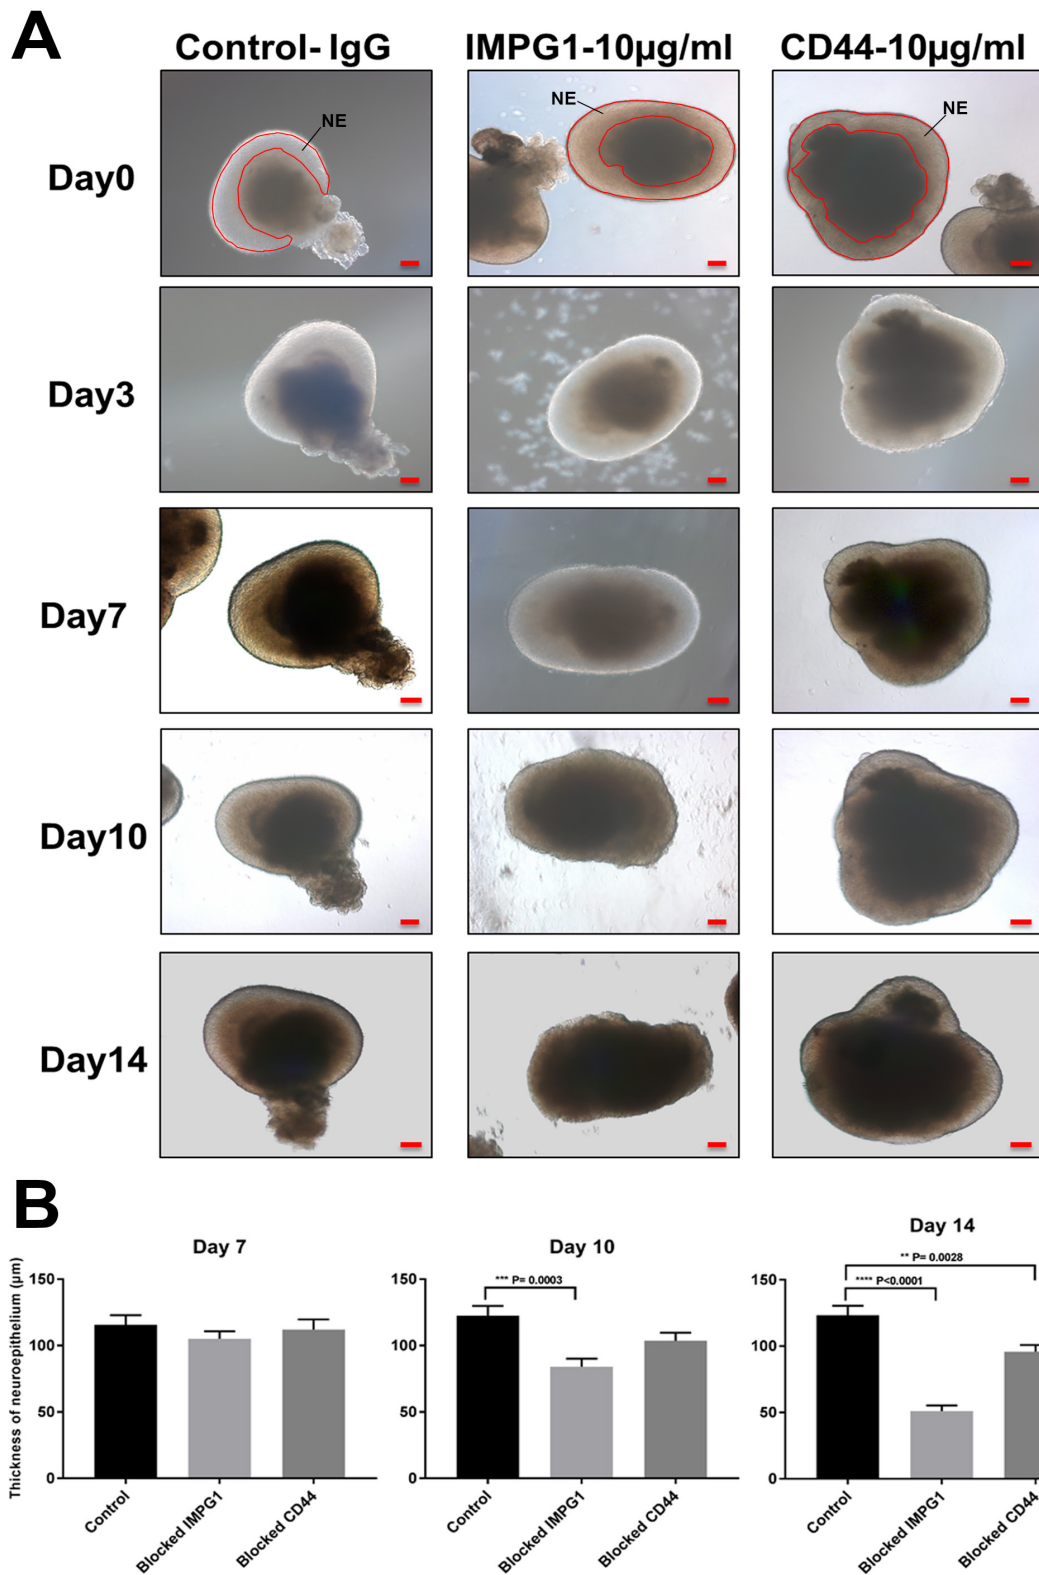 A
Control- IgG
IMPG1-10µg/ml
CD44-10µg/ml
Day0
NE
NE
NE
Day3
Day7
Day10
Day14
B
Thickness of neuroepithelium (µm)
Day 7
150
100
50
0
Control
Blocked IMPG1
Blocked CD44
Day 10
*** P= 0.0003
150
100
50
0
Control
Blocked IMPG1
Blocked CD44
Day 14
** P= 0.0028
**** P<0.0001
150
100
50
0
Control
Blocked IMPG1
Blocked CD44